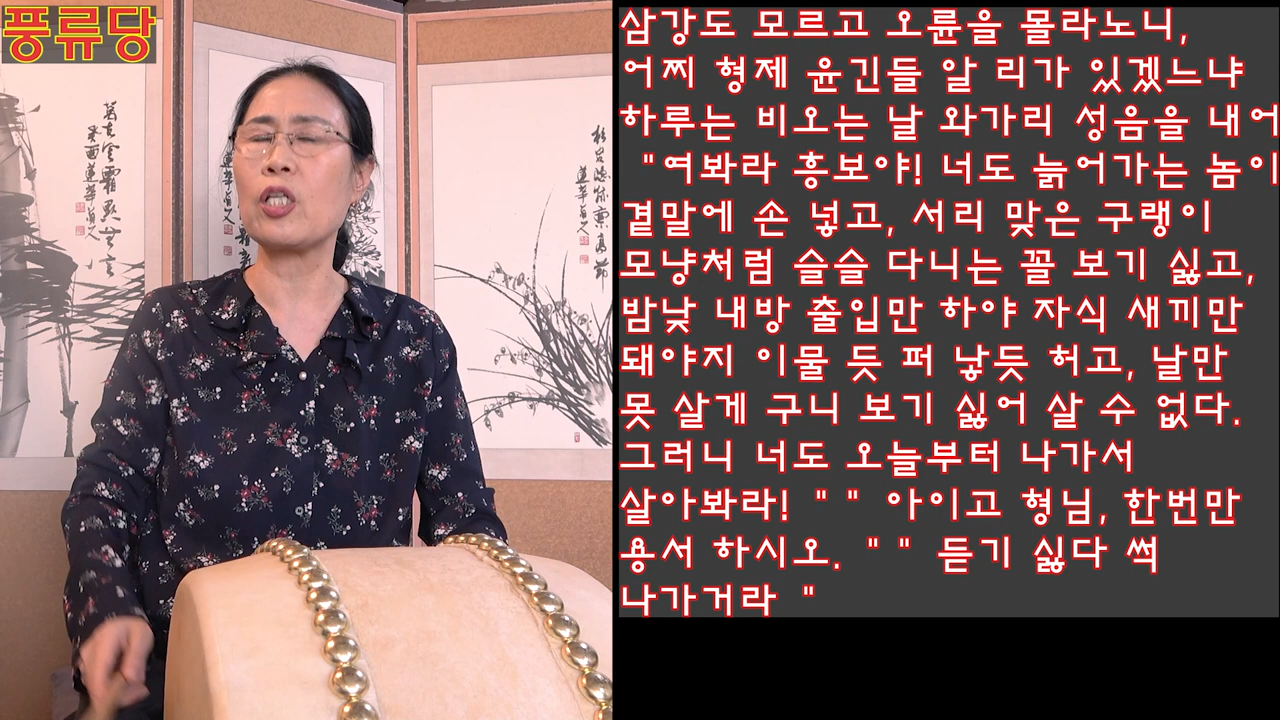 풍류당
삼강도 모르고 오륜을 몰라노니,
어찌 형제 윤긴들 알 리가 있겠느냐
하루는 비오는 날 와가리 성음을 내어
"여봐라 흥보야! 너도 늙어가는 놈이
곁말에 손 넣고, 서리 맞은 구랭이
모냥처럼 슬슬 다니는 꼴 보기 싫고,
밤낮 내방 출입만 하야 자식 새끼만
돼야지 이물 듯 퍼 낳듯 허고, 날만
못 살게 구니 보기 싫어 살 수 없다.
그러니 너도 오늘부터 나가서
살아봐라! " " 아이고 형님, 한번만
용서 하시오. " " 듣기 싫다 썩
나가거라 "